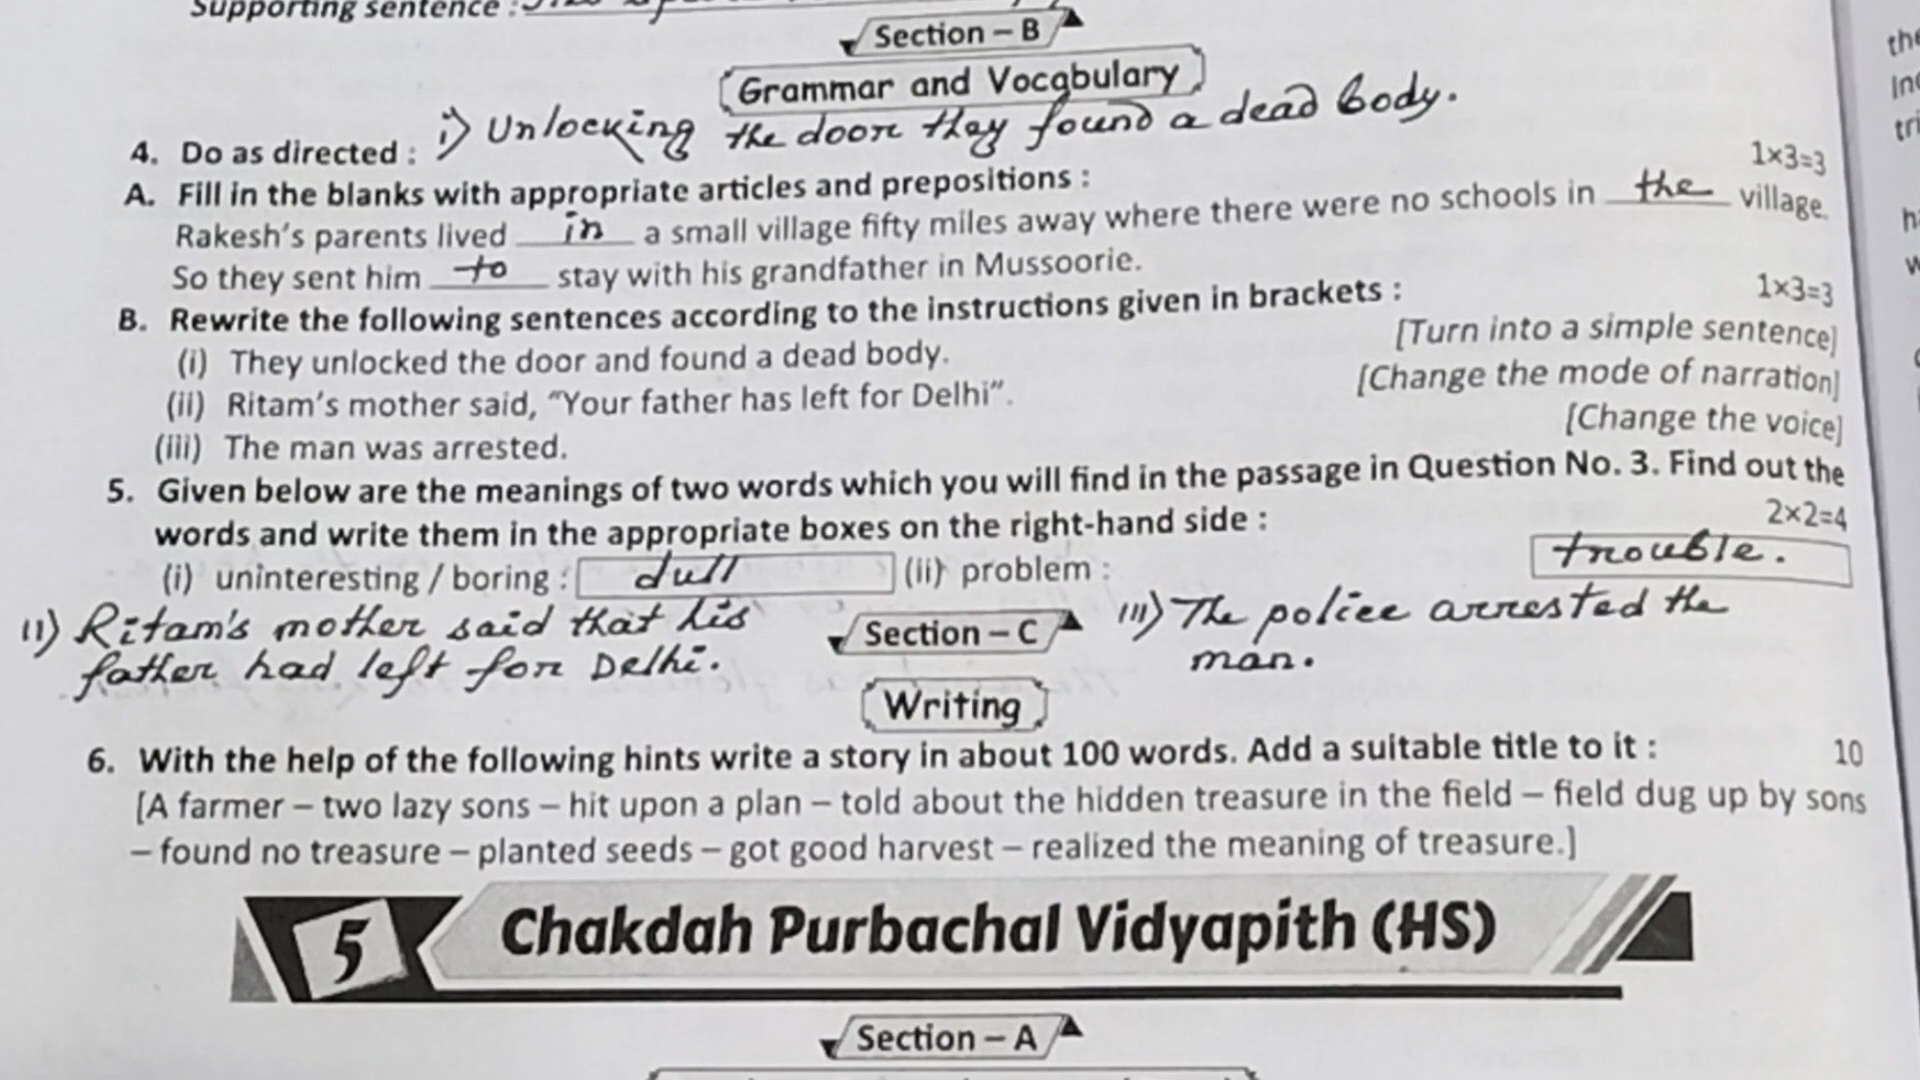 Supporting sentence :
Section – B
Grammar and Vocabulary
i) Unlocking the door they found a dead body.
4. Do as directed :
1×3=3
A. Fill in the blanks with appropriate articles and prepositions :
Rakesh's parents lived in a small village fifty miles away where there were no schools in the village.
So they sent him to stay with his grandfather in Mussoorie.
B. Rewrite the following sentences according to the instructions given in brackets : 1×3=3
(i) They unlocked the door and found a dead body. [Turn into a simple sentence]
(ii) Ritam's mother said, “Your father has left for Delhi”. [Change the mode of narration]
(iii) The man was arrested. [Change the voice]
5. Given below are the meanings of two words which you will find in the passage in Question No. 3. Find out the
words and write them in the appropriate boxes on the right-hand side : 2×2=4
(i) uninteresting / boring : dull (ii) problem : trouble.
ii) Ritam's mother said that his
father had left for Delhi.
Section – C
iii) The police arrested the
man.
Writing
6. With the help of the following hints write a story in about 100 words. Add a suitable title to it : 10
[A farmer – two lazy sons – hit upon a plan – told about the hidden treasure in the field – field dug up by sons
– found no treasure – planted seeds – got good harvest – realized the meaning of treasure.]
5 Chakdah Purbachal Vidyapith (HS)
Section – A